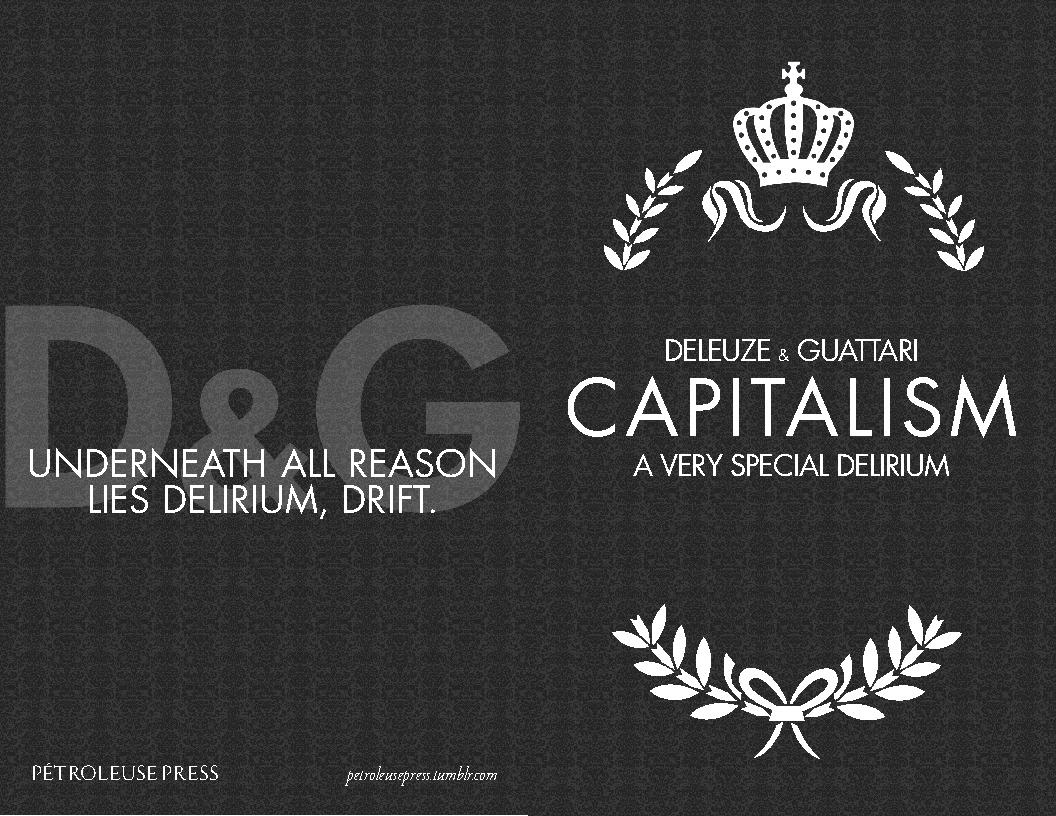 D&G
UNDERNEATH ALL REASON
LIES DELIRIUM, DRIFT.
PÉTROLEUSE PRESS
petroleusepress.tumblr.com
DELEUZE & GUATTARI
CAPITALISM
A VERY SPECIAL DELIRIUM